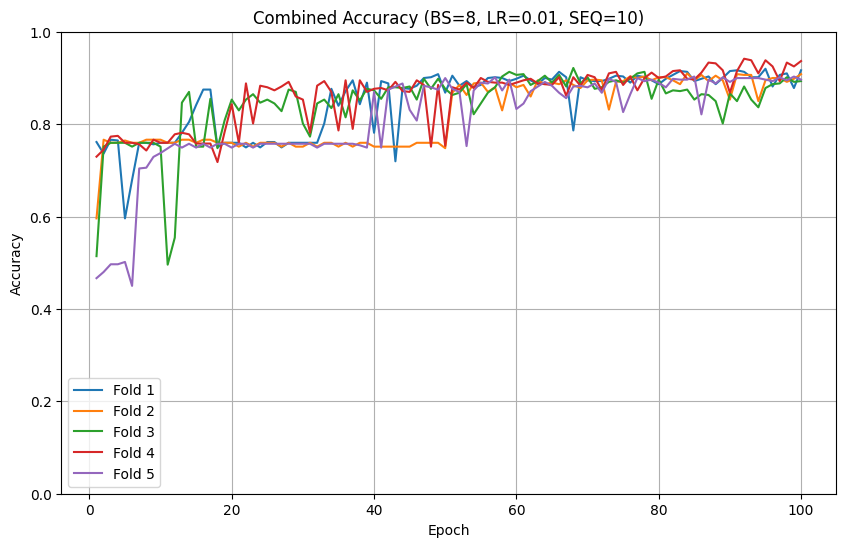 Combined Accuracy (BS=8, LR=0.01, SEQ=10)
1.0
0.8
0.6
0.4
0.2
0.0
Accuracy
Fold 1
Fold 2
Fold 3
Fold 4
Fold 5
0 20 40 60 80 100
Epoch